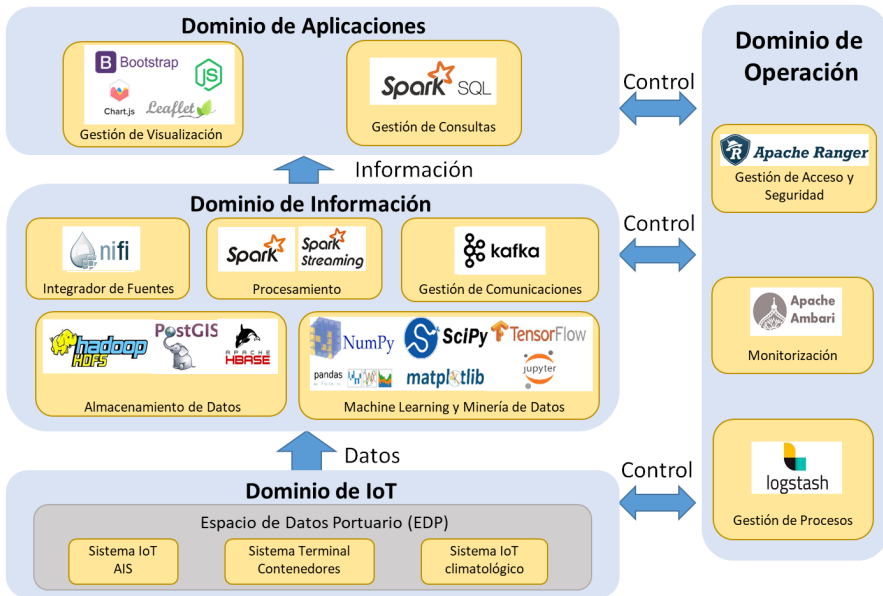 Dominio de Aplicaciones
Bootstrap
JS
Chart.js
Leaflet
Gestión de Visualización
Spark SQL
Gestión de Consultas
Control
Dominio de
Operación
R
Apache Ranger
Gestión de Acceso y
Seguridad
Información
Dominio de Información
nifi
Integrador de Fuentes
Spark
Spark
Streaming
Procesamiento
kafka
Gestión de Comunicaciones
Control
Apache
Ambari
Monitorización
hadoop
HDFS
PostGIS
APACHE
HBASE
Almacenamiento de Datos
NumPy
SciPy
TensorFlow
pandas
matplotlib
jupyter
Machine Learning y Minería de Datos
Datos
Control
logstash
Gestión de Procesos
Dominio de IoT
Espacio de Datos Portuario (EDP)
Sistema IoT
AIS
Sistema Terminal
Contenedores
Sistema IoT
climatológico